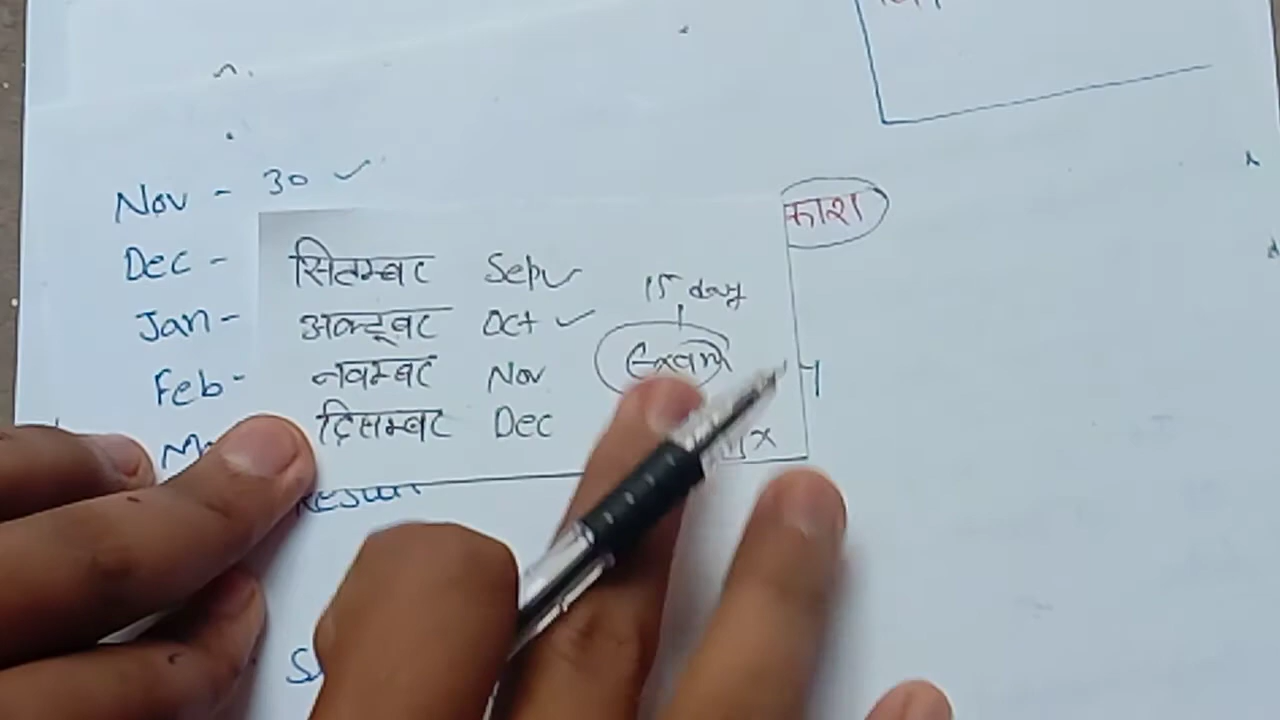 Nov - 30 ✓
काश
Dec - सितम्बर Sep ✓
15 day
Jan - अक्टूबर Oct ✓
Exam
Feb - नवम्बर Nov
दिसम्बर Dec